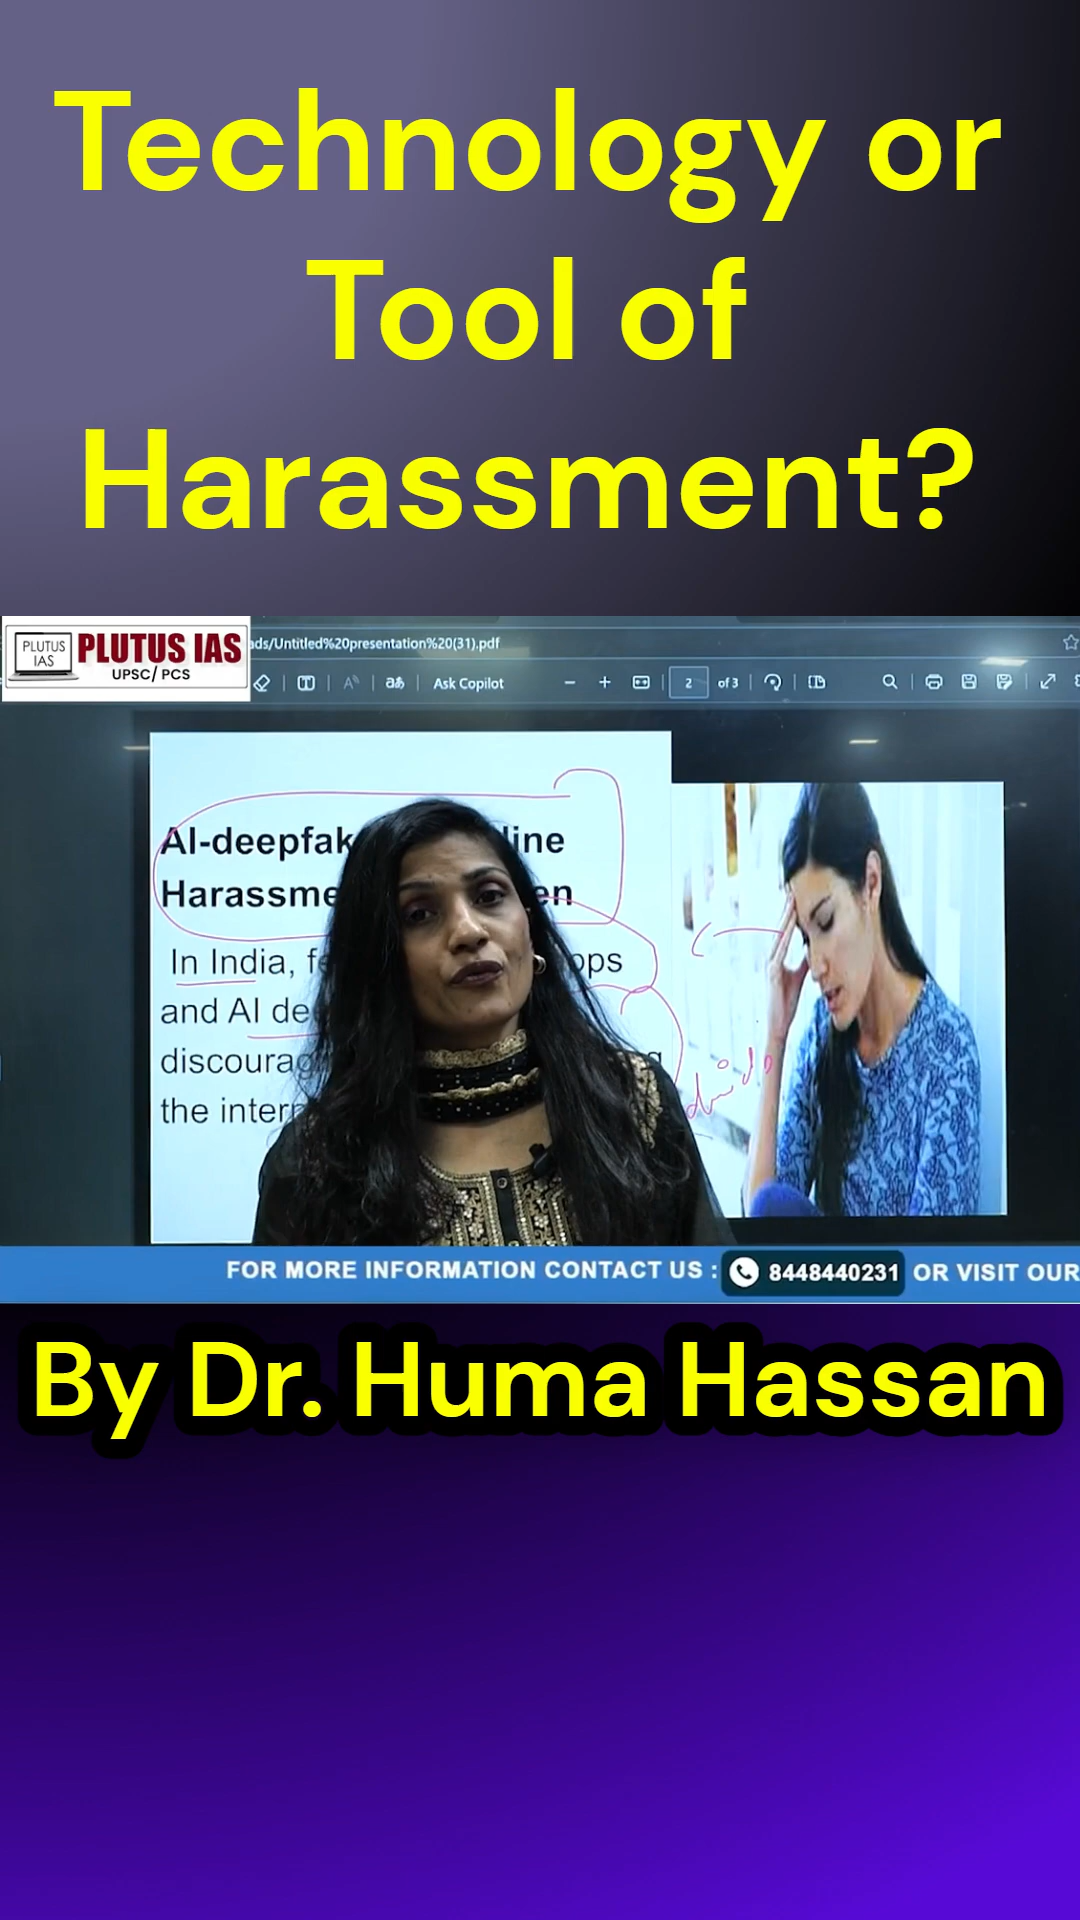 Technology or
Tool of
Harassment?
PLUTUS
IAS
PLUTUS IAS
UPSC/ PCS
ads/Untitled%20presentation%20(31).pdf
Ask Copilot
2 of 3
AI-deepfak line
Harassme en
In India, fe ops
and AI de
discourag g
the intern
FOR MORE INFORMATION CONTACT US : 8448440231 OR VISIT OUR
By Dr. Huma Hassan